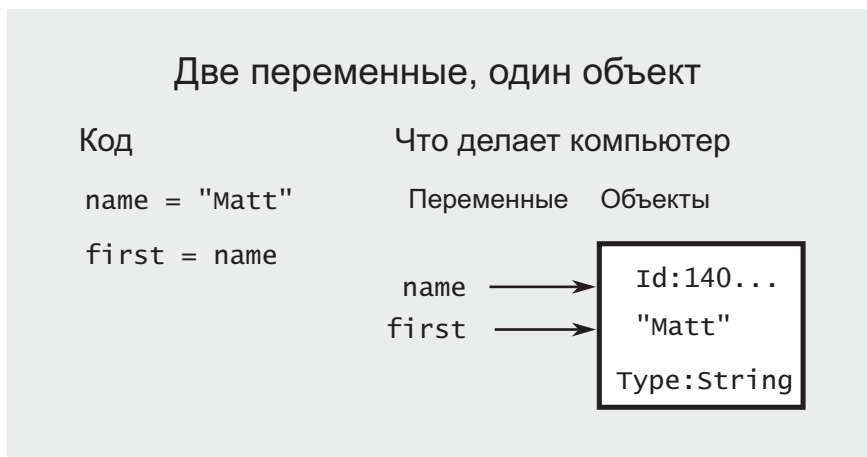 Две переменные, один объект
Код
Что делает компьютер
name = "Matt"
first = name
Переменные
Объекты
name
first
Id:140...
"Matt"
Type:String